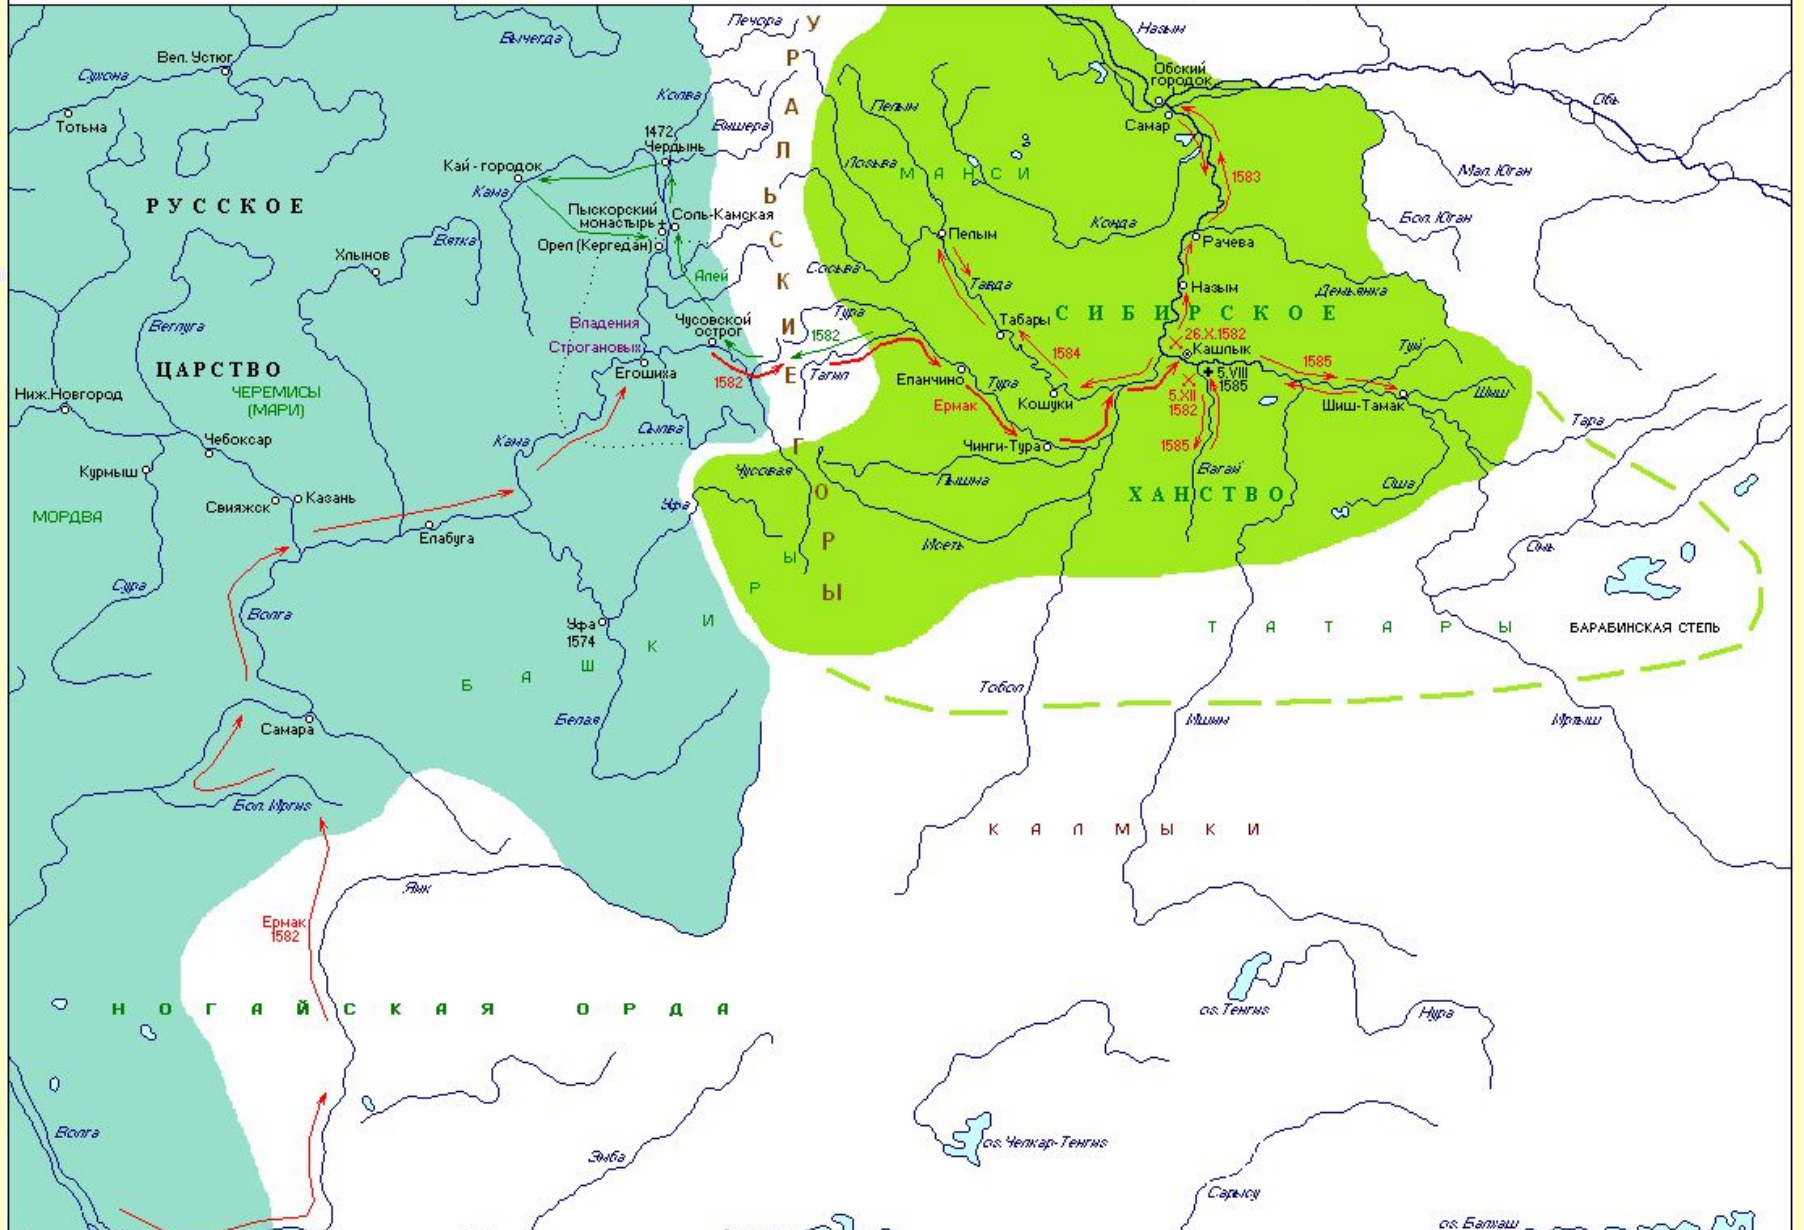 Печора
У
Назым
Вычегда
Р
Вел. Устюг
Обский
городок
Сухона
Колва
А
Пелым
Обь
Тотьма
Вишера
Самар
1472
Чердынь
Л
Кай - городок
Лозьва
МАНСИ
1583
Мал. Юган
Кама
Ь
РУССКОЕ
Пыскорский
монастырь
Соль-Камская
Конда
Бол. Юган
Орел (Кергедан)
С
Пелым
Рачева
Вятка
Хлынов
Алей
К
Сосьва
Тавда
Назым
Демьянка
Ветлуга
Владения
Строгановых
Чусовской
острог
И
Тура
1582
Табары
СИБИРСКОЕ
26.X.1582
Кашлык
Туй
ЦАРСТВО
ЧЕРЕМИСЫ
(МАРИ)
Егошиха
1582
Е
Тагил
Епанчино
Тура
1584
5.VIII
1585
1585
Шиш
Ниж.Новгород
Ермак
Кошуки
5.XII
1582
Шиш-Тамак
Тара
Чебоксар
Кама
Сылва
Г
Чинги-Тура
1585
Курмыш
Чусовая
Пышма
Вагай
Оша
Свияжск
Казань
Уфа
О
ХАНСТВО
МОРДВА
Елабуга
Р
Исеть
Омь
Сура
Ы
Волга
Уфа
1574
БАШКИРЫ
ТАТАРЫ
БАРАБИНСКАЯ СТЕПЬ
Самара
Белая
Тобол
Ишим
Иртыш
Бол. Иргиз
КАЛМЫКИ
Яик
Ермак
1582
НОГАЙСКАЯ ОРДА
оз.Тенгиз
Нура
Волга
Эмба
оз. Челкар-Тенгиз
Сарысу
оз. Балхаш